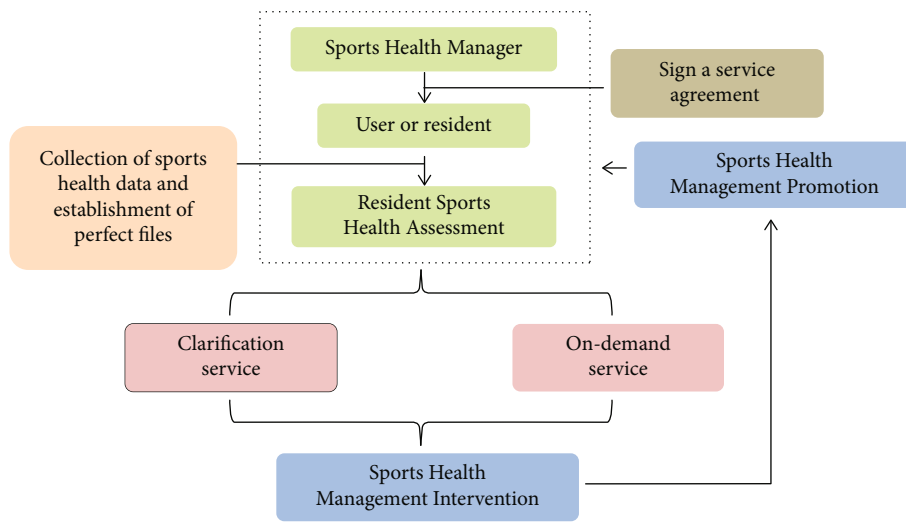 Sports Health Manager
Sign a service
agreement
User or resident
Collection of sports
health data and
establishment of
perfect files
Sports Health
Management Promotion
Resident Sports
Health Assessment
Clarification
service
On-demand
service
Sports Health
Management Intervention